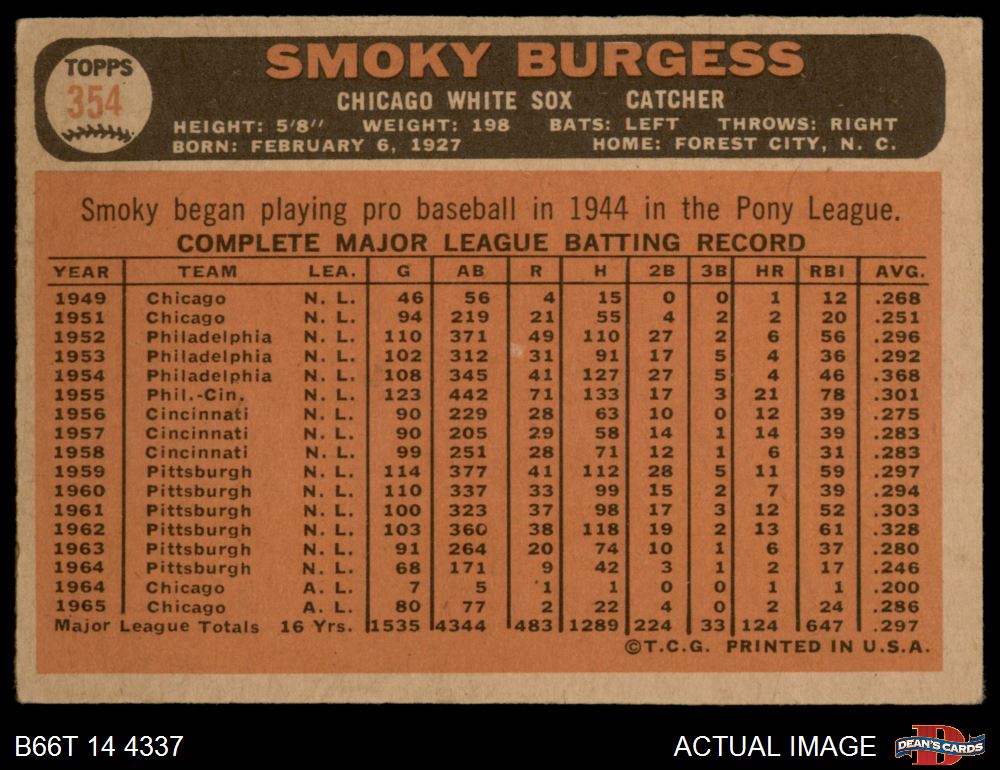 TOPPS
354
SMOKY BURGESS
CHICAGO WHITE SOX CATCHER
HEIGHT: 5'8" WEIGHT: 198 BATS: LEFT THROWS: RIGHT
BORN: FEBRUARY 6, 1927 HOME: FOREST CITY, N. C.
Smoky began playing pro baseball in 1944 in the Pony League.
COMPLETE MAJOR LEAGUE BATTING RECORD
YEAR TEAM LEA. G AB R H 2B 3B HR RBI AVG.
1949 Chicago N. L. 46 56 4 15 0 0 1 12 .268
1951 Chicago N. L. 94 219 21 55 4 2 2 20 .251
1952 Philadelphia N. L. 110 371 49 110 27 2 6 56 .296
1953 Philadelphia N. L. 102 312 31 91 17 5 4 36 .292
1954 Philadelphia N. L. 108 345 41 127 27 5 4 46 .368
1955 Phil.-Cin. N. L. 123 442 71 133 17 3 21 78 .301
1956 Cincinnati N. L. 90 229 28 63 10 0 12 39 .275
1957 Cincinnati N. L. 90 205 29 58 14 1 14 39 .283
1958 Cincinnati N. L. 99 251 28 71 12 1 6 31 .283
1959 Pittsburgh N. L. 114 377 41 112 28 5 11 59 .297
1960 Pittsburgh N. L. 110 337 33 99 15 2 7 39 .294
1961 Pittsburgh N. L. 100 323 37 98 17 3 12 52 .303
1962 Pittsburgh N. L. 103 360 38 118 19 2 13 61 .328
1963 Pittsburgh N. L. 91 264 20 74 10 1 6 37 .280
1964 Pittsburgh N. L. 68 171 9 42 3 1 2 17 .246
1964 Chicago A. L. 7 5 1 1 0 0 1 1 .200
1965 Chicago A. L. 80 77 2 22 4 0 2 24 .286
Major League Totals 16 Yrs. 1535 4344 483 1289 224 33 124 647 .297
©T.C.G. PRINTED IN U.S.A.
B66T 14 4337 ACTUAL IMAGE D DEAN'S CARDS